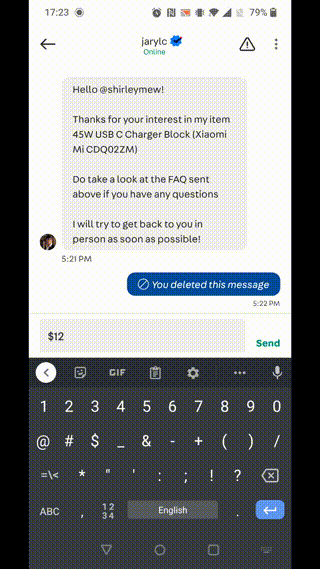 17:23
79%
jarylc
Online
Hello @shirleymew!
Thanks for your interest in my item
45W USB C Charger Block (Xiaomi
Mi CDQ02ZM)
Do take a look at the FAQ sent
above if you have any questions
I will try to get back to you in
person as soon as possible!
5:21 PM
You deleted this message
5:22 PM
$12
Send
GIF
1 2 3 4 5 6 7 8 9 0
@ # $ _ & - + ( ) /
=\< * " ' : ; ! ? 
ABC , 12 34 English .